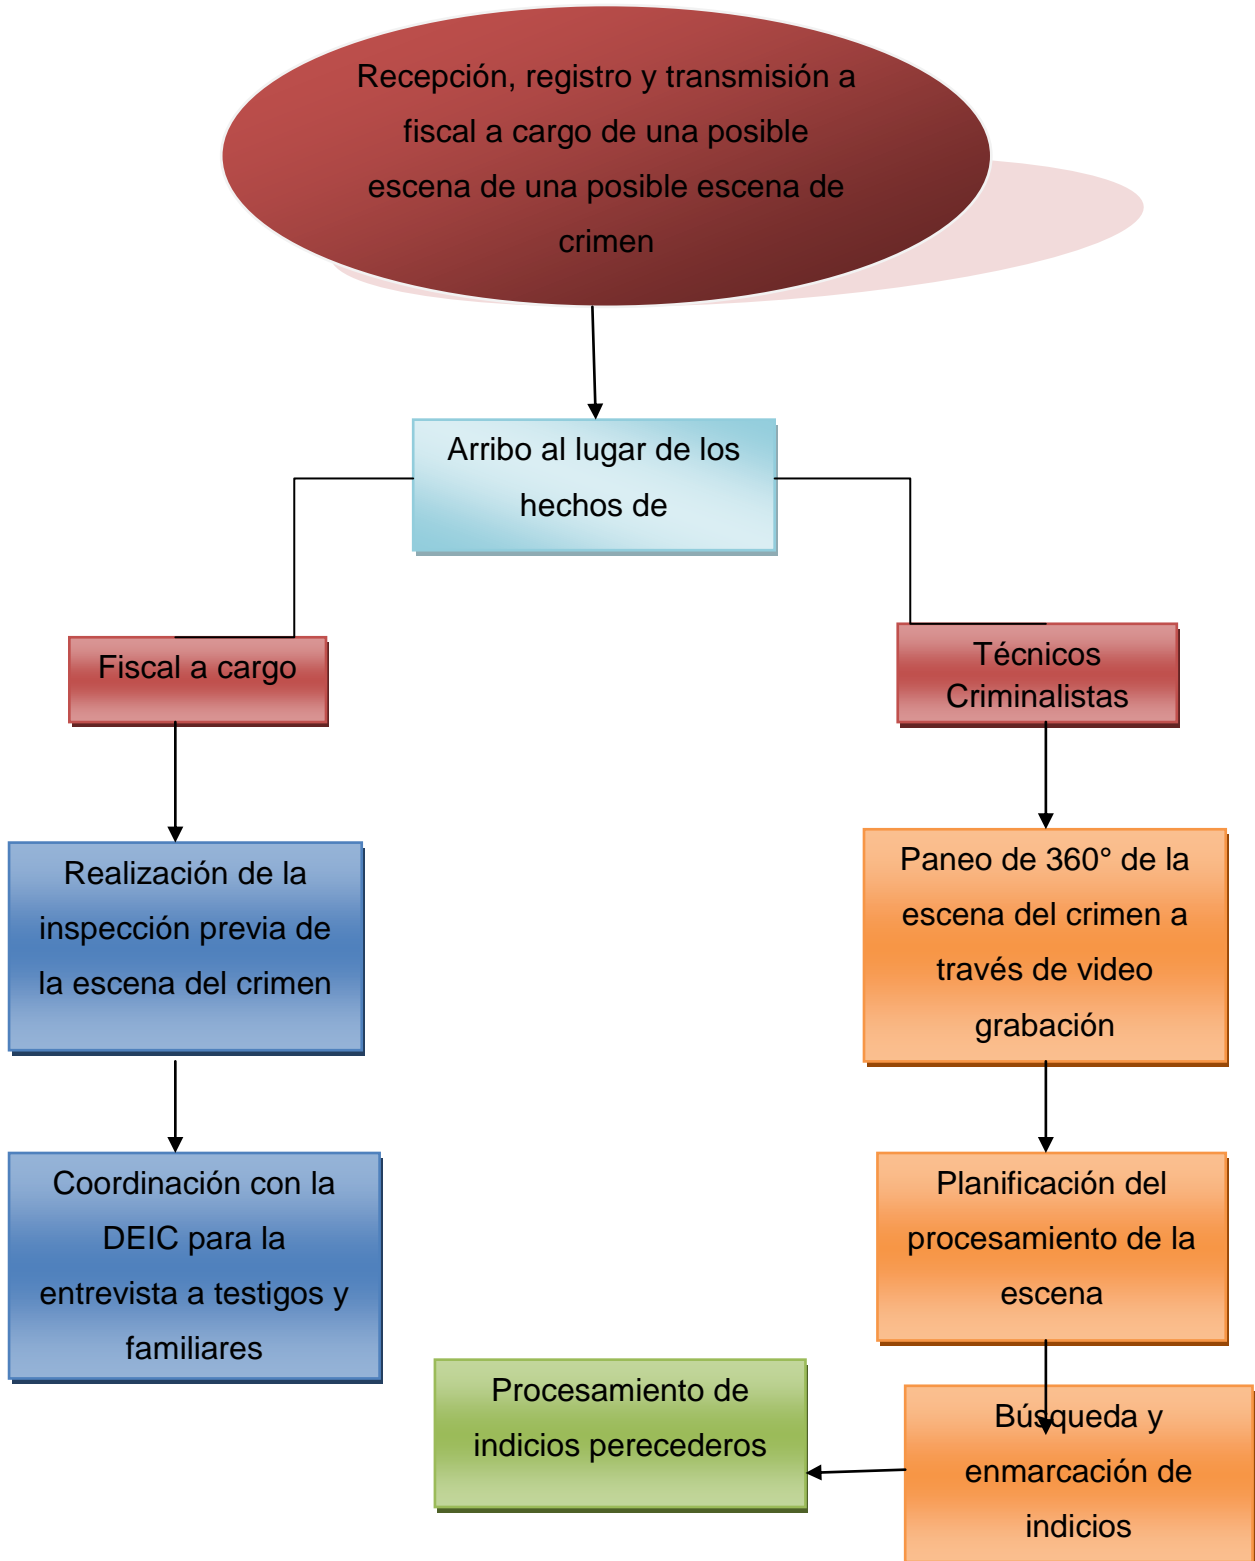 Recepción, registro y transmisión a
fiscal a cargo de una posible
escena de una posible escena de
crimen
Arribo al lugar de los
hechos de
Fiscal a cargo
Técnicos
Criminalistas
Realización de la
inspección previa de
la escena del crimen
Paneo de 360° de la
escena del crimen a
través de video
grabación
Coordinación con la
DEIC para la
entrevista a testigos y
familiares
Planificación del
procesamiento de la
escena
Procesamiento de
indicios perecederos
Búsqueda y
enmarcación de
indicios